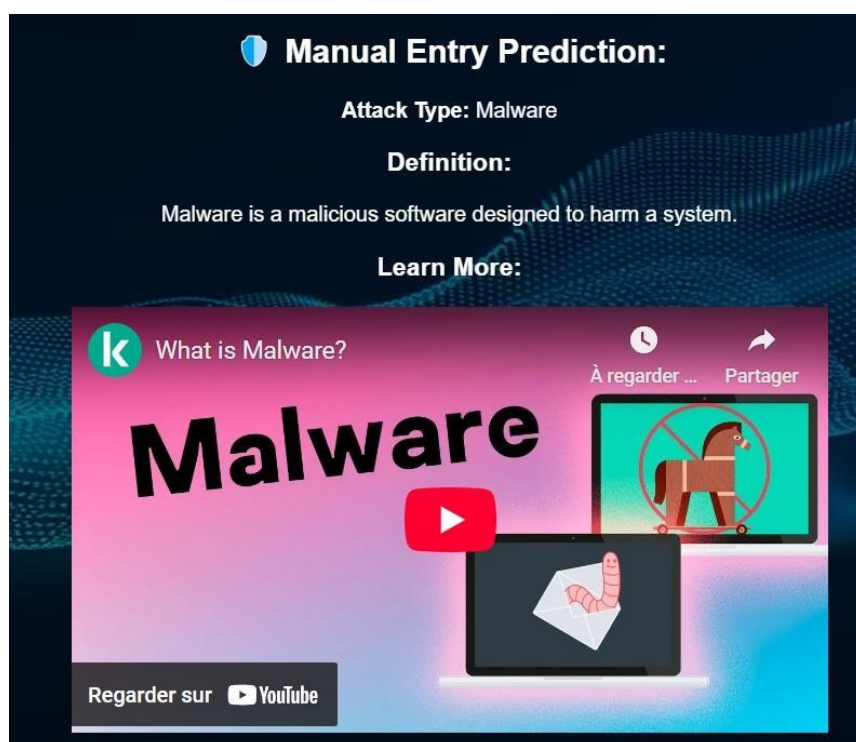 Manual Entry Prediction:
Attack Type: Malware
Definition:
Malware is a malicious software designed to harm a system.
Learn More:
k What is Malware?
À regarder ...
Partager
Malware
Regarder sur YouTube